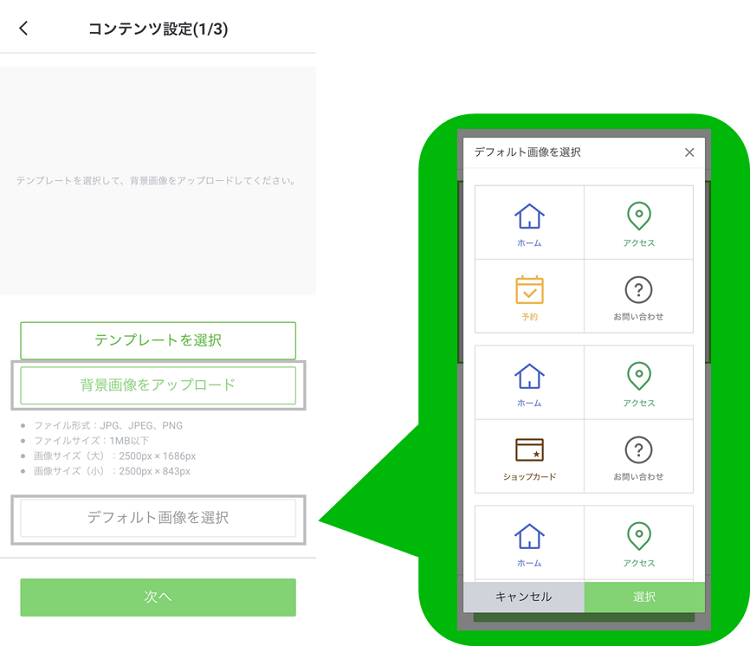 コンテンツ設定(1/3)
テンプレートを選択して、背景画像をアップロードしてください。
テンプレートを選択
背景画像をアップロード
ファイル形式：JPG、JPEG、PNG
ファイルサイズ：1MB以下
画像サイズ（大）：2500px × 1686px
画像サイズ（小）：2500px × 843px
デフォルト画像を選択
次へ
デフォルト画像を選択
ホーム
アクセス
予約
お問い合わせ
ホーム
アクセス
ショップカード
お問い合わせ
ホーム
アクセス
キャンセル
選択